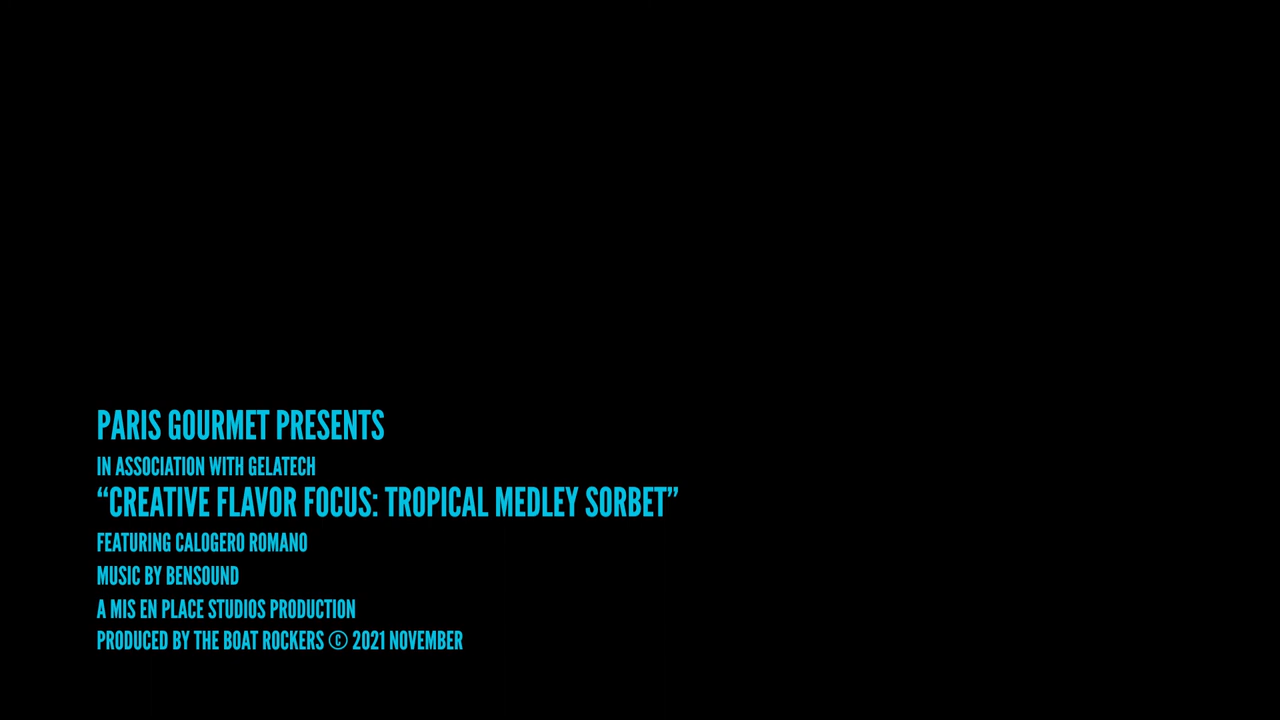 PARIS GOURMET PRESENTS
IN ASSOCIATION WITH GELATECH
“CREATIVE FLAVOR FOCUS: TROPICAL MEDLEY SORBET”
FEATURING CALOGERO ROMANO
MUSIC BY BENSOUND
A MIS EN PLACE STUDIOS PRODUCTION
PRODUCED BY THE BOAT ROCKERS © 2021 NOVEMBER